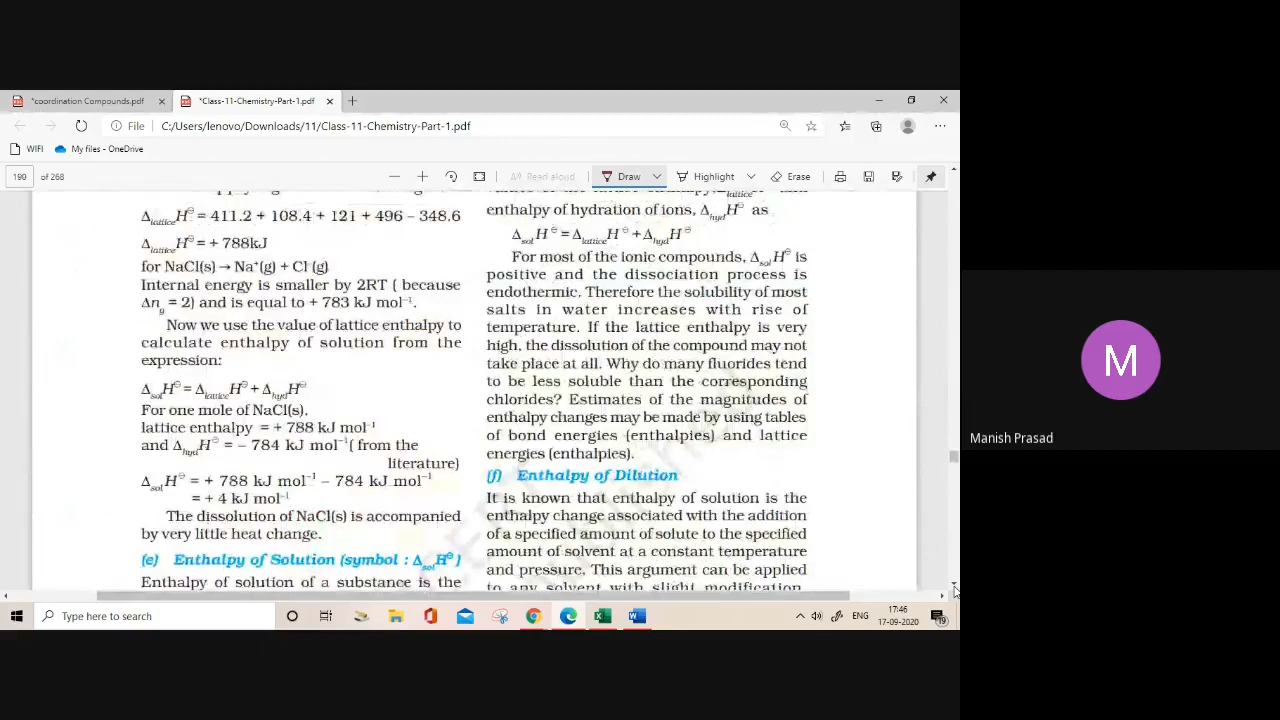 *coordination Compounds.pdf
*Class-11-Chemistry-Part-1.pdf
File
C:/Users/lenovo/Downloads/11/Class-11-Chemistry-Part-1.pdf
WIFI
My files - OneDrive
190 of 268
Read aloud
Draw
Highlight
Erase
ΔlatticeH⊖ = 411.2 + 108.4 + 121 + 496 – 348.6
ΔlatticeH⊖ = + 788kJ
for NaCl(s) → Na⁺(g) + Cl⁻(g)
Internal energy is smaller by 2RT ( because
Δng = 2) and is equal to + 783 kJ mol⁻¹.
Now we use the value of lattice enthalpy to
calculate enthalpy of solution from the
expression:
ΔsolH⊖ = ΔlatticeH⊖ + ΔhydH⊖
For one mole of NaCl(s),
lattice enthalpy = + 788 kJ mol⁻¹
and ΔhydH⊖ = – 784 kJ mol⁻¹( from the
literature)
ΔsolH⊖ = + 788 kJ mol⁻¹ – 784 kJ mol⁻¹
= + 4 kJ mol⁻¹
The dissolution of NaCl(s) is accompanied
by very little heat change.
(e) Enthalpy of Solution (symbol : ΔsolH⊖ )
Enthalpy of solution of a substance is the
lattice
enthalpy of hydration of ions, ΔhydH⊖ as
ΔsolH⊖ = ΔlatticeH⊖ + ΔhydH⊖
For most of the ionic compounds, ΔsolH⊖ is
positive and the dissociation process is
endothermic. Therefore the solubility of most
salts in water increases with rise of
temperature. If the lattice enthalpy is very
high, the dissolution of the compound may not
take place at all. Why do many fluorides tend
to be less soluble than the corresponding
chlorides? Estimates of the magnitudes of
enthalpy changes may be made by using tables
of bond energies (enthalpies) and lattice
energies (enthalpies).
(f) Enthalpy of Dilution
It is known that enthalpy of solution is the
enthalpy change associated with the addition
of a specified amount of solute to the specified
amount of solvent at a constant temperature
and pressure. This argument can be applied
to any solvent with slight modification.
Type here to search
ENG
17:46
17-09-2020
19
M
Manish Prasad